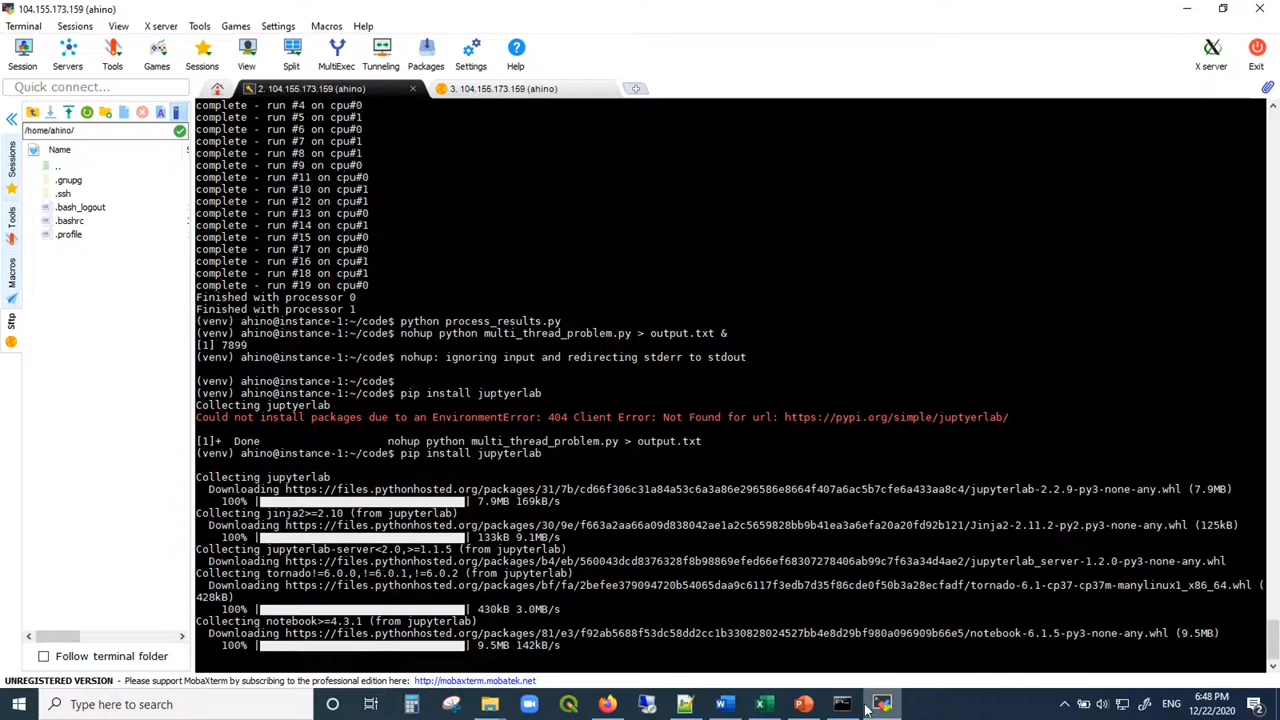 104.155.173.159 (ahino)
Terminal Sessions View X server Tools Games Settings Macros Help
Session Servers Tools Games Sessions View Split MultiExec Tunneling Packages Settings Help X server Exit
Quick connect...
2. 104.155.173.159 (ahino)
3. 104.155.173.159 (ahino)
/home/ahino/
Name
..
.gnupg
.ssh
.bash_logout
.bashrc
.profile
Sessions
Tools
Macros
Sftp
complete - run #4 on cpu#0
complete - run #5 on cpu#1
complete - run #6 on cpu#0
complete - run #7 on cpu#1
complete - run #8 on cpu#1
complete - run #9 on cpu#0
complete - run #11 on cpu#0
complete - run #10 on cpu#1
complete - run #12 on cpu#1
complete - run #13 on cpu#0
complete - run #14 on cpu#1
complete - run #15 on cpu#0
complete - run #17 on cpu#0
complete - run #16 on cpu#1
complete - run #18 on cpu#1
complete - run #19 on cpu#0
Finished with processor 0
Finished with processor 1
(venv) ahino@instance-1:~/code$ python process_results.py
(venv) ahino@instance-1:~/code$ nohup python multi_thread_problem.py > output.txt &
[1] 7899
(venv) ahino@instance-1:~/code$ nohup: ignoring input and redirecting stderr to stdout
(venv) ahino@instance-1:~/code$
(venv) ahino@instance-1:~/code$ pip install juptyerlab
Collecting juptyerlab
Could not install packages due to an EnvironmentError: 404 Client Error: Not Found for url: https://pypi.org/simple/juptyerlab/
[1]+ Done nohup python multi_thread_problem.py > output.txt
(venv) ahino@instance-1:~/code$ pip install jupyterlab
Collecting jupyterlab
Downloading https://files.pythonhosted.org/packages/31/7b/cd66f306c31a84a53c6a3a86e296586e8664f407a6ac5b7cfe6a433aa8c4/jupyterlab-2.2.9-py3-none-any.whl (7.9MB)
100% || 7.9MB 169kB/s
Collecting jinja2>=2.10 (from jupyterlab)
Downloading https://files.pythonhosted.org/packages/30/9e/f663a2aa66a09d838042ae1a2c5659828bb9b41ea3a6efa20a20fd92b121/Jinja2-2.11.2-py2.py3-none-any.whl (125kB)
100% || 133kB 9.1MB/s
Collecting jupyterlab-server<2.0,>=1.1.5 (from jupyterlab)
Downloading https://files.pythonhosted.org/packages/b4/eb/560043dcd8376328f8b98869efed66f68307278406ab99c7f63a34d4ae2/jupyterlab_server-1.2.0-py3-none-any.whl
Collecting tornado!=6.0.0,!=6.0.1,!=6.0.2 (from jupyterlab)
Downloading https://files.pythonhosted.org/packages/bf/fa/2befee379094720b54065daa9c6117f3edb7d35f86cde0f50b3a28ecfadf/tornado-6.1-cp37-cp37m-manylinux1_x86_64.whl (
428kB)
100% || 430kB 3.0MB/s
Collecting notebook>=4.3.1 (from jupyterlab)
Downloading https://files.pythonhosted.org/packages/81/e3/f92ab5688f53dc58dd2cc1b330828024527bb4e8d29bf980a096909b66e5/notebook-6.1.5-py3-none-any.whl (9.5MB)
100% || 9.5MB 142kB/s
Follow terminal folder
UNREGISTERED VERSION - Please support MobaXterm by subscribing to the professional edition here: http://mobaxterm.mobatek.net
Type here to search
ENG
6:48 PM
12/22/2020
2